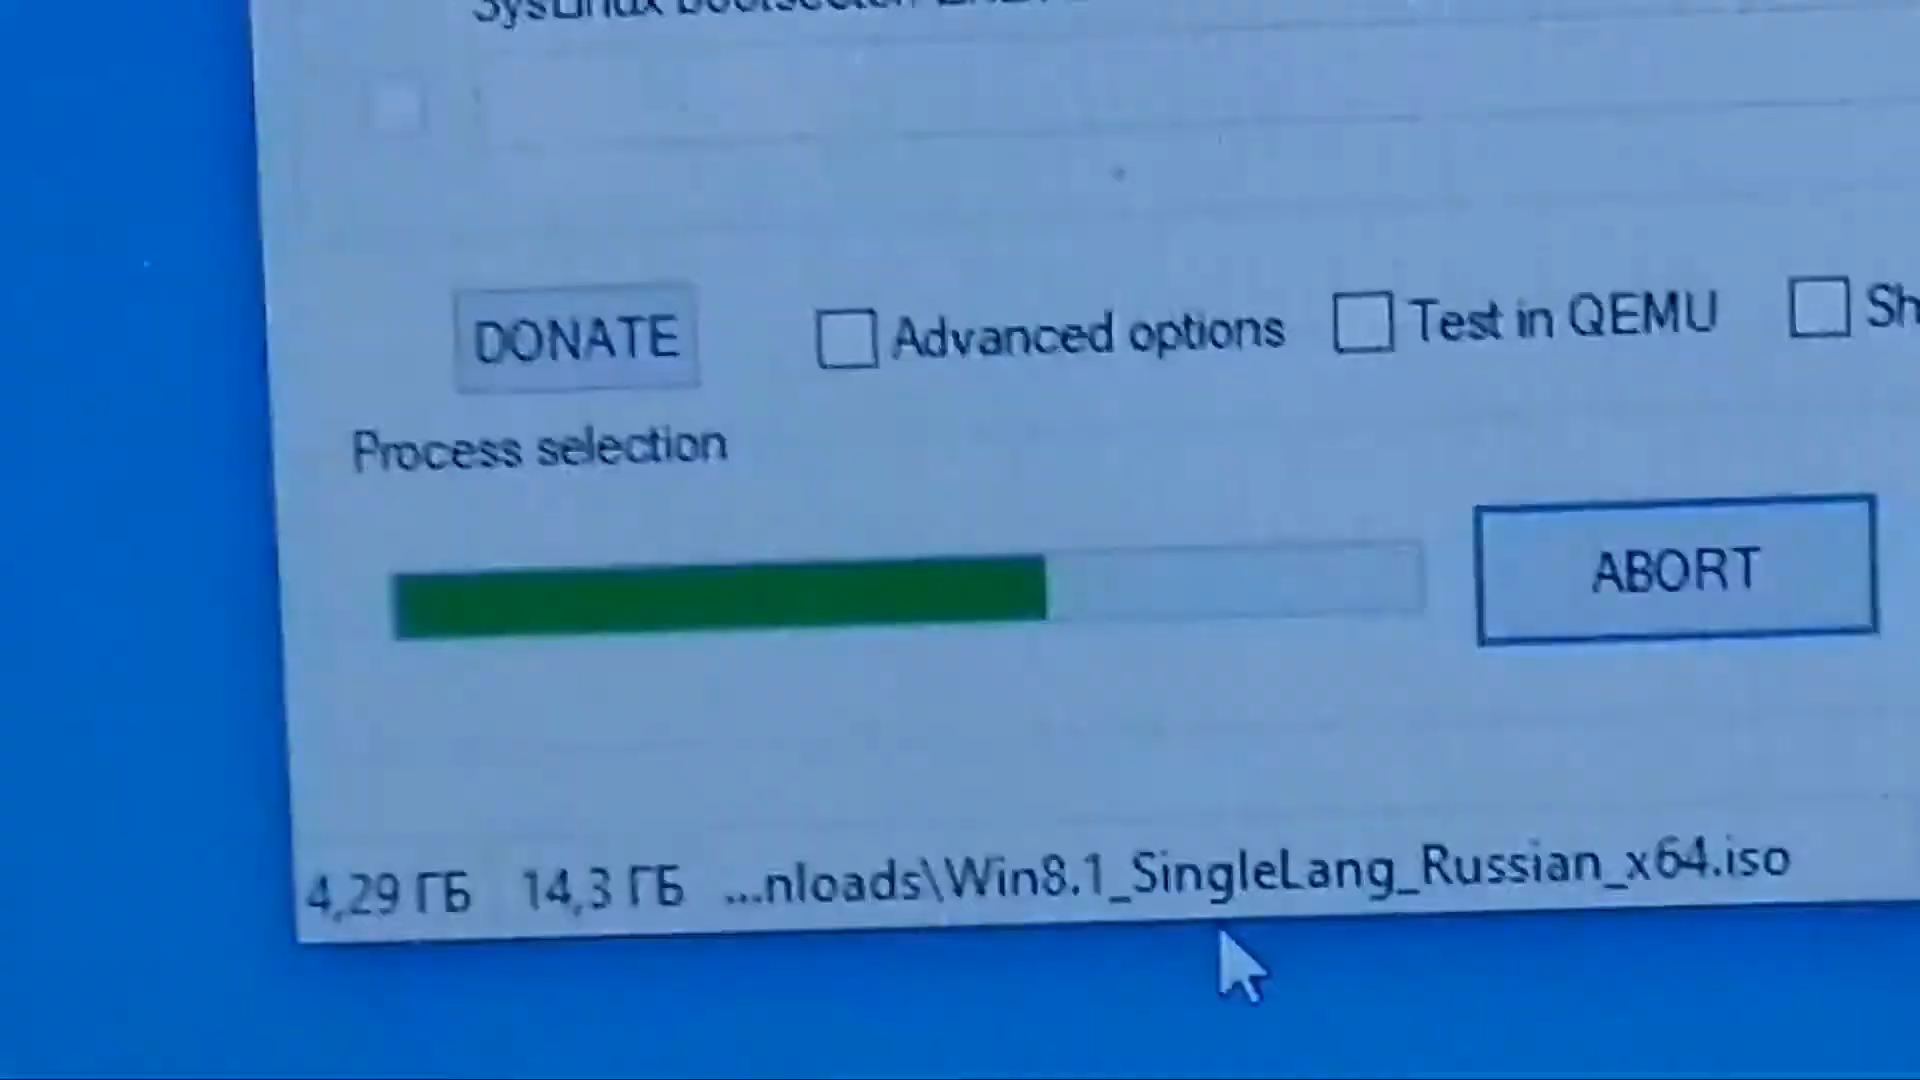 DONATE
Advanced options
Test in QEMU
Process selection
ABORT
4,29 ГБ 14,3 ГБ ...nloads\Win8.1_SingleLang_Russian_x64.iso